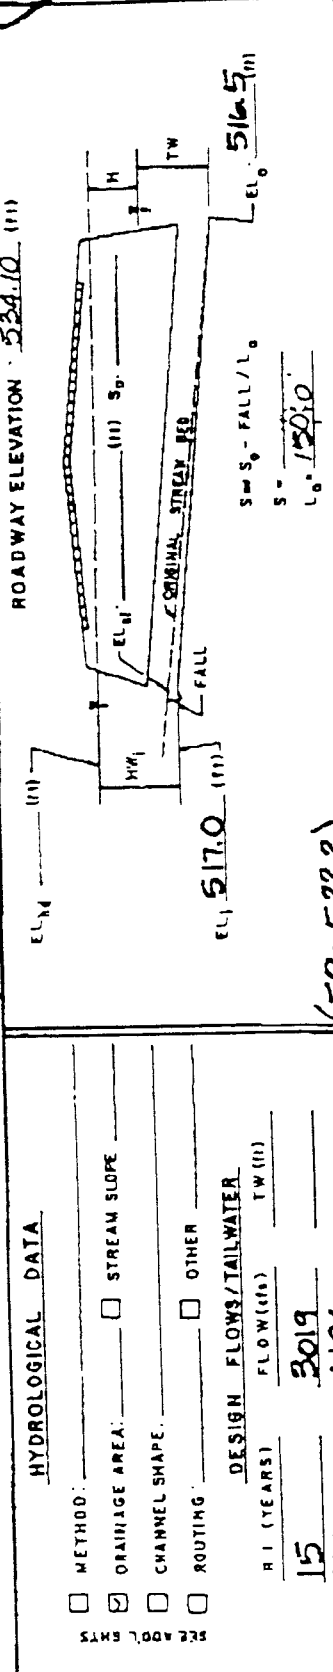 HYDROLOGICAL DATA
☐ METHOD:
☑ DRAINAGE AREA: ☐ STREAM SLOPE
☐ CHANNEL SHAPE:
☐ ROUTING: ☐ OTHER
SEE ADD'L SHTS
DESIGN FLOWS/TAILWATER
R I (YEARS) FLOW(cfs) TW (ft)
15 3019
ROADWAY ELEVATION: 534.10 (ft)
EL hd (ft)
HW i
H
TW
EL hi (ft) S o:
ORIGINAL STREAM BED
FALL
EL i 517.0 (ft)
EL o: 516.5 (ft)
S ≈ S o - FALL / L a
S =
L a = 150.0'